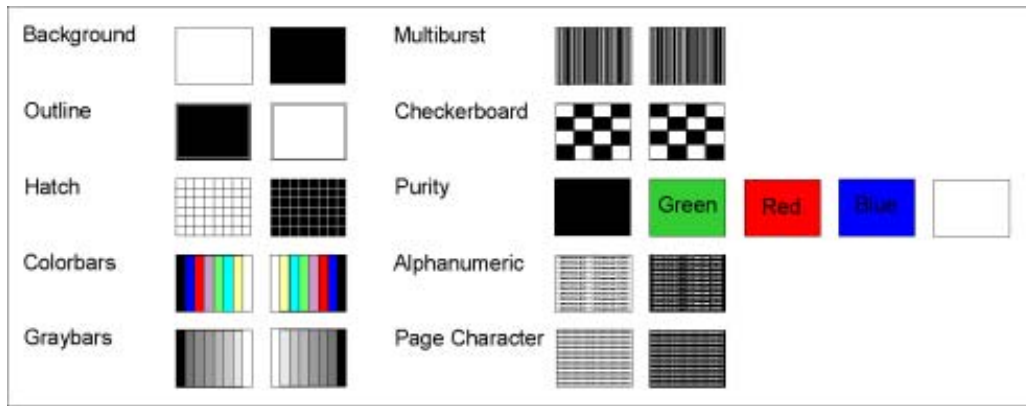 Background
Outline
Hatch
Colorbars
Graybars
Multiburst
Checkerboard
Purity
Green
Red
Blue
Alphanumeric
Page Character